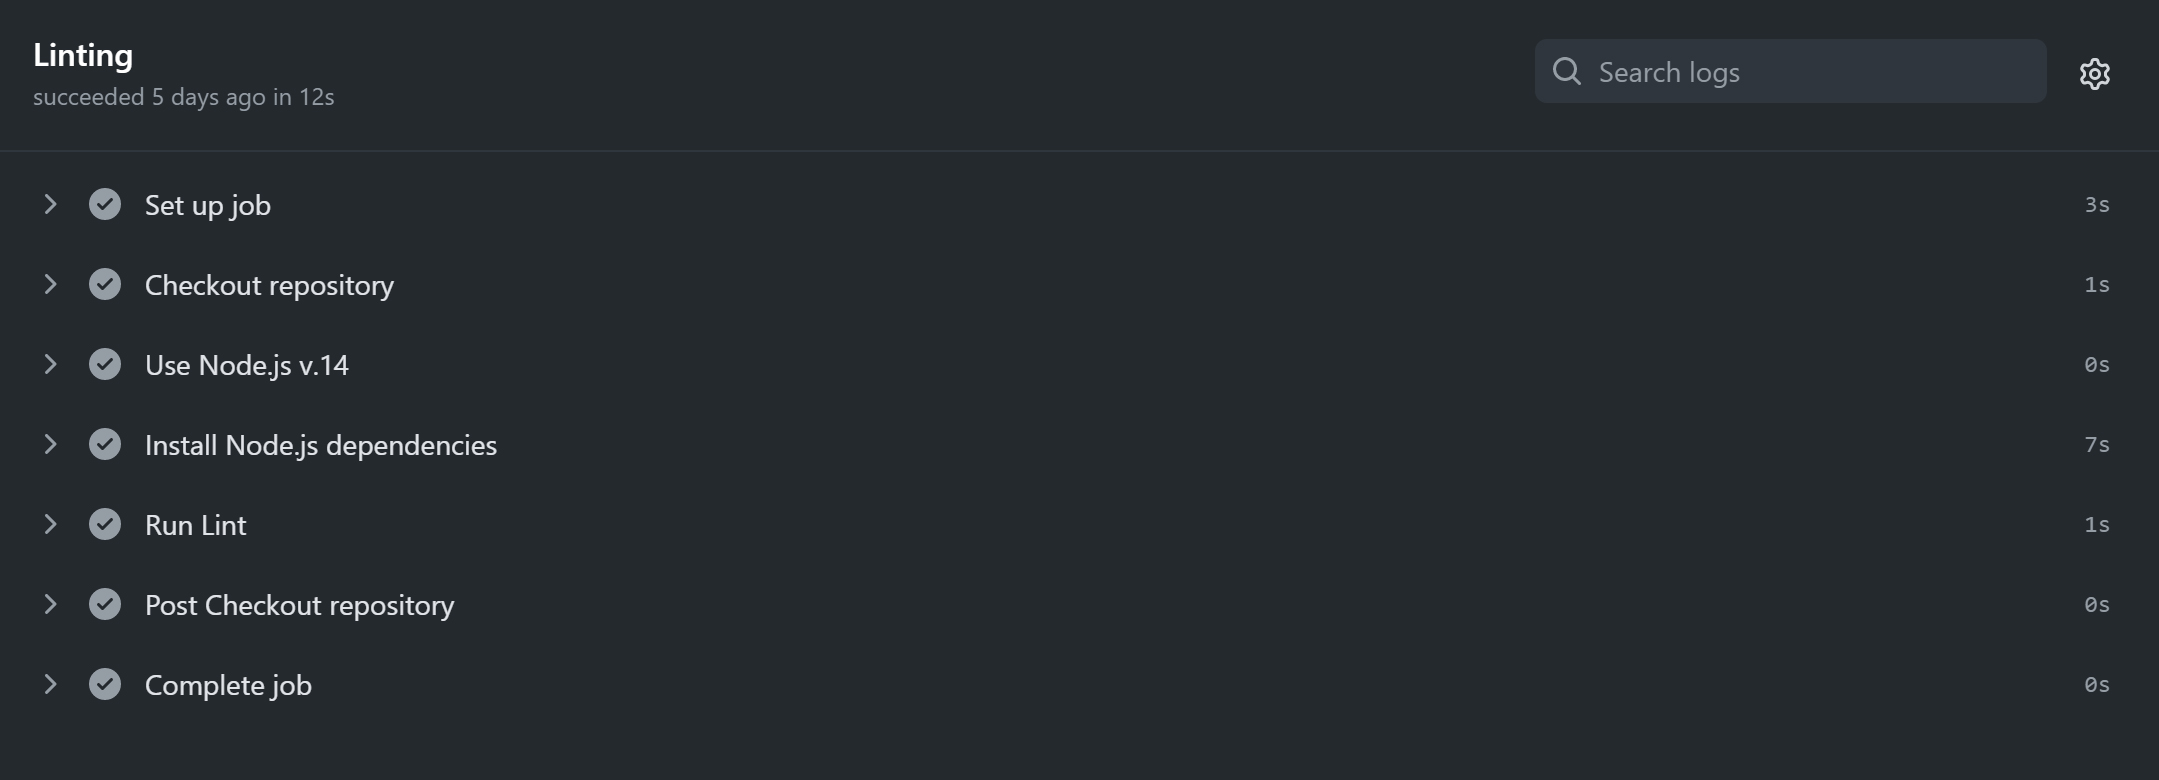 Linting
succeeded 5 days ago in 12s
Search logs
Set up job 3s
Checkout repository 1s
Use Node.js v.14 0s
Install Node.js dependencies 7s
Run Lint 1s
Post Checkout repository 0s
Complete job 0s